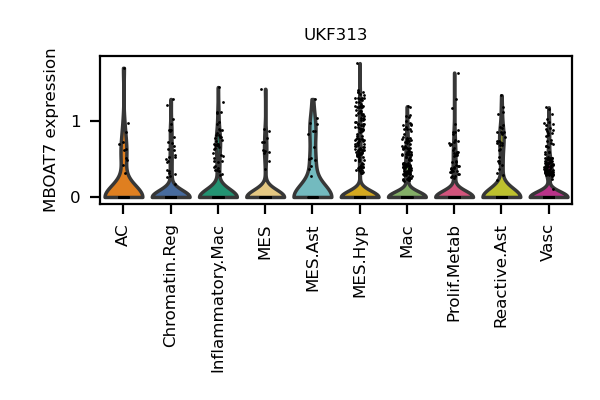 UKF313
MBOAT7 expression
1
0
AC
Chromatin.Reg
Inflammatory.Mac
MES
MES.Ast
MES.Hyp
Mac
Prolif.Metab
Reactive.Ast
Vasc